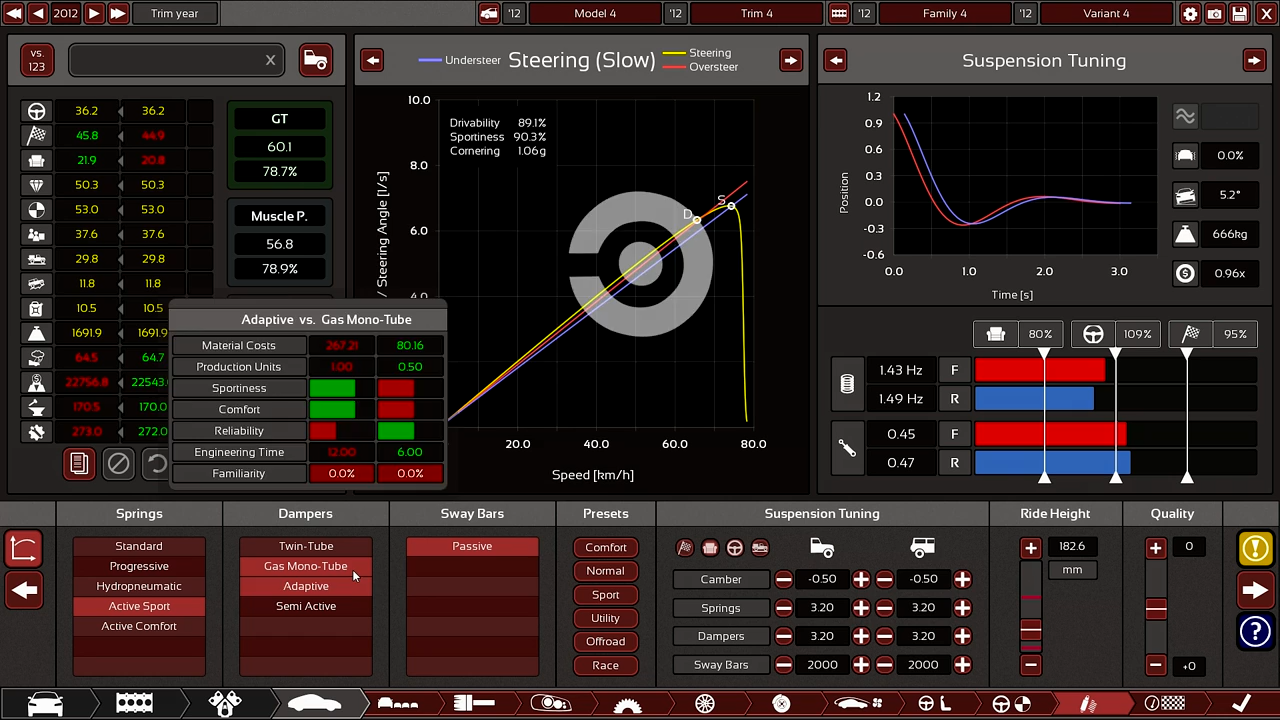 2012
Trim year
'12
Model 4
'12
Trim 4
'12
Family 4
'12
Variant 4
vs.
123
X
36.2 36.2
45.8 44.9
21.9 20.8
50.3 50.3
53.0 53.0
37.6 37.6
29.8 29.8
11.8 11.8
10.5 10.5
1691.9 1691.9
64.5 64.7
22756.8 22543.
170.5 170.0
273.0 272.0
GT
60.1
78.7%
Muscle P.
56.8
78.9%
Adaptive vs. Gas Mono-Tube
Material Costs 267.21 80.16
Production Units 1.00 0.50
Sportiness
Comfort
Reliability
Engineering Time 12.00 6.00
Familiarity 0.0% 0.0%
Understeer
Steering (Slow)
Steering
Oversteer
10.0
8.0
6.0
4.0
Drivability 89.1%
Sportiness 90.3%
Cornering 1.06g
D
S
/ Steering Angle [1/s]
20.0 40.0 60.0 80.0
Speed [km/h]
Suspension Tuning
1.2
0.9
0.6
0.3
0.0
-0.3
-0.6
Position
0.0 1.0 2.0 3.0
Time [s]
0.0%
5.2°
666kg
0.96x
80%
109%
95%
1.43 Hz F
1.49 Hz R
0.45 F
0.47 R
Springs
Standard
Progressive
Hydropneumatic
Active Sport
Active Comfort
Dampers
Twin-Tube
Gas Mono-Tube
Adaptive
Semi Active
Sway Bars
Passive
Presets
Comfort
Normal
Sport
Utility
Offroad
Race
Suspension Tuning
Camber -0.50 -0.50
Springs 3.20 3.20
Dampers 3.20 3.20
Sway Bars 2000 2000
Ride Height
182.6
mm
Quality
0
+0